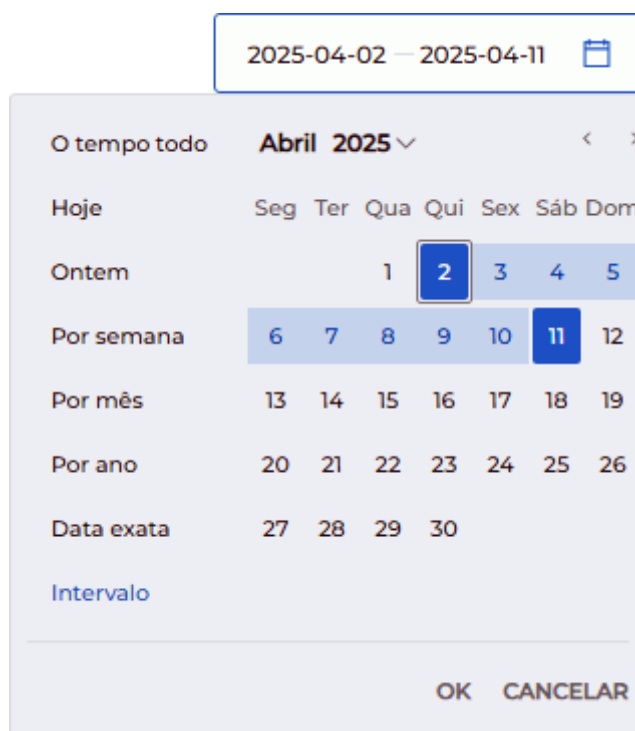 2025-04-02 — 2025-04-11
O tempo todo
Abril 2025
Hoje
Seg Ter Qua Qui Sex Sáb Dom
Ontem
1 2 3 4 5
Por semana
6 7 8 9 10 11 12
Por mês
13 14 15 16 17 18 19
Por ano
20 21 22 23 24 25 26
Data exata
27 28 29 30
Intervalo
OK CANCELAR